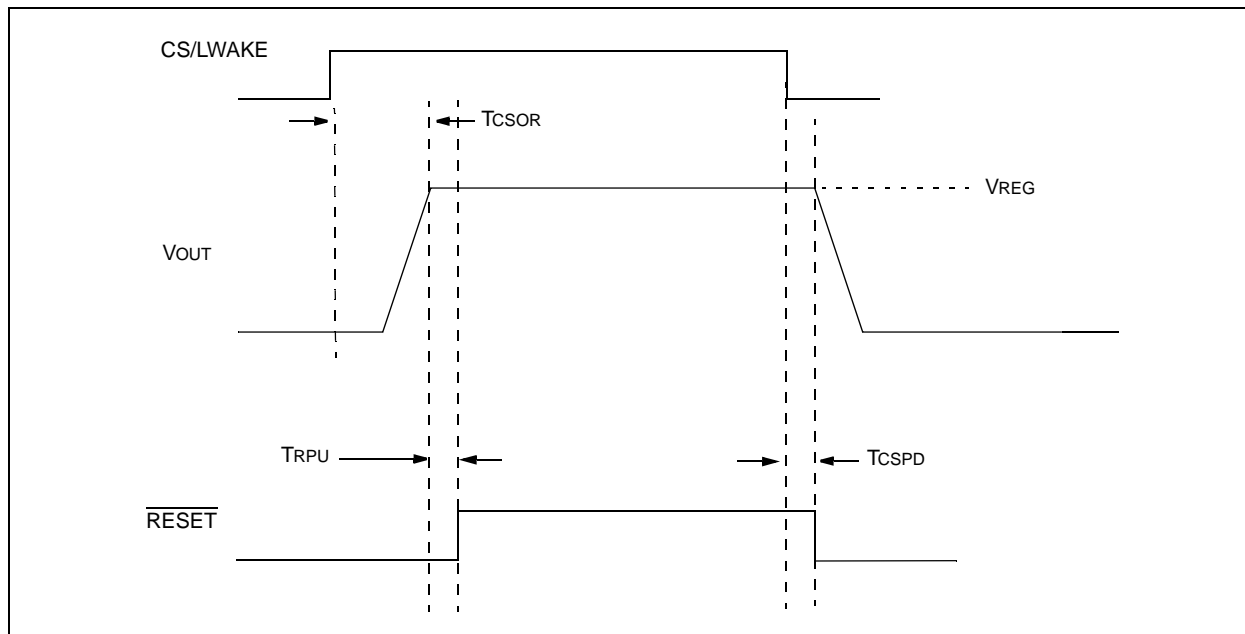 CS/LWAKE
TCSOR
VREG
VOUT
TRPU
TCSPD
RESET